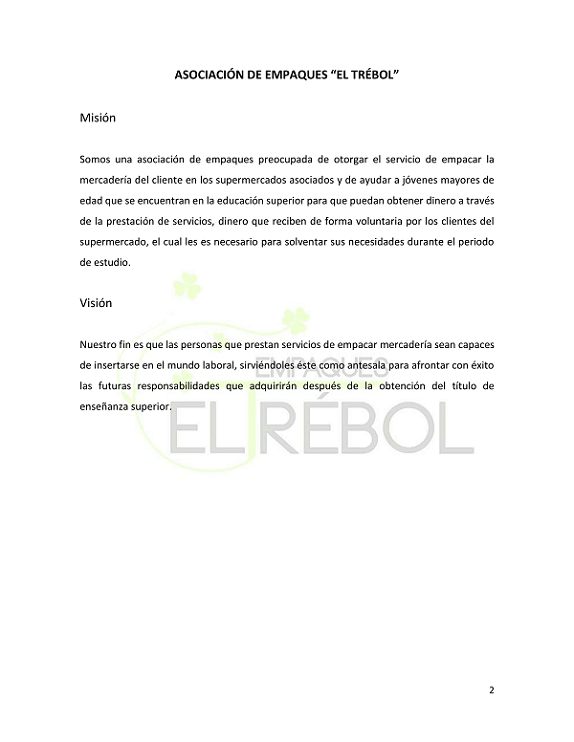 ASOCIACIÓN DE EMPAQUES “EL TRÉBOL”
Misión
Somos una asociación de empaques preocupada de otorgar el servicio de empacar la
mercadería del cliente en los supermercados asociados y de ayudar a jóvenes mayores de
edad que se encuentran en la educación superior para que puedan obtener dinero a través
de la prestación de servicios, dinero que reciben de forma voluntaria por los clientes del
supermercado, el cual les es necesario para solventar sus necesidades durante el periodo
de estudio.
Visión
Nuestro fin es que las personas que prestan servicios de empacar mercadería sean capaces
de insertarse en el mundo laboral, sirviéndoles éste como antesala para afrontar con éxito
las futuras responsabilidades que adquirirán después de la obtención del título de
enseñanza superior.
EMPAQUES
EL TRÉBOL
2